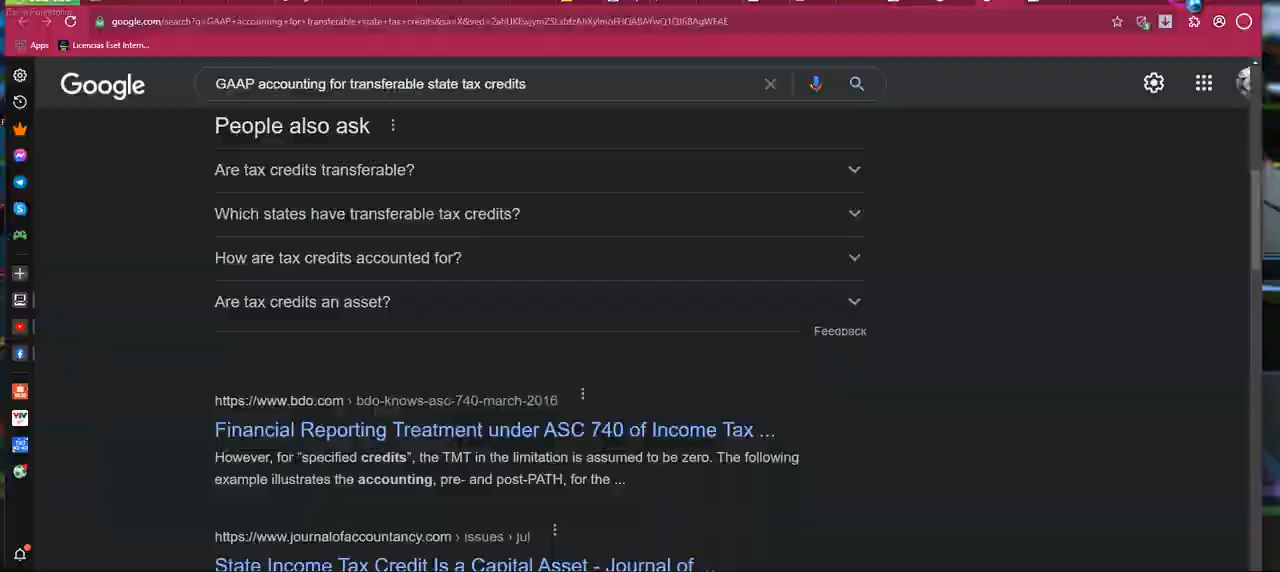 Apps
Licencias Eset Intern...
Google
GAAP accounting for transferable state tax credits
People also ask
Are tax credits transferable?
Which states have transferable tax credits?
How are tax credits accounted for?
Are tax credits an asset?
Feedback
https://www.bdo.com › bdo-knows-asc-740-march-2016
Financial Reporting Treatment under ASC 740 of Income Tax ...
However, for "specified credits", the TMT in the limitation is assumed to be zero. The following
example illustrates the accounting, pre- and post-PATH, for the ...
https://www.journalofaccountancy.com › issues › jul
State Income Tax Credit Is a Capital Asset - Journal of ...